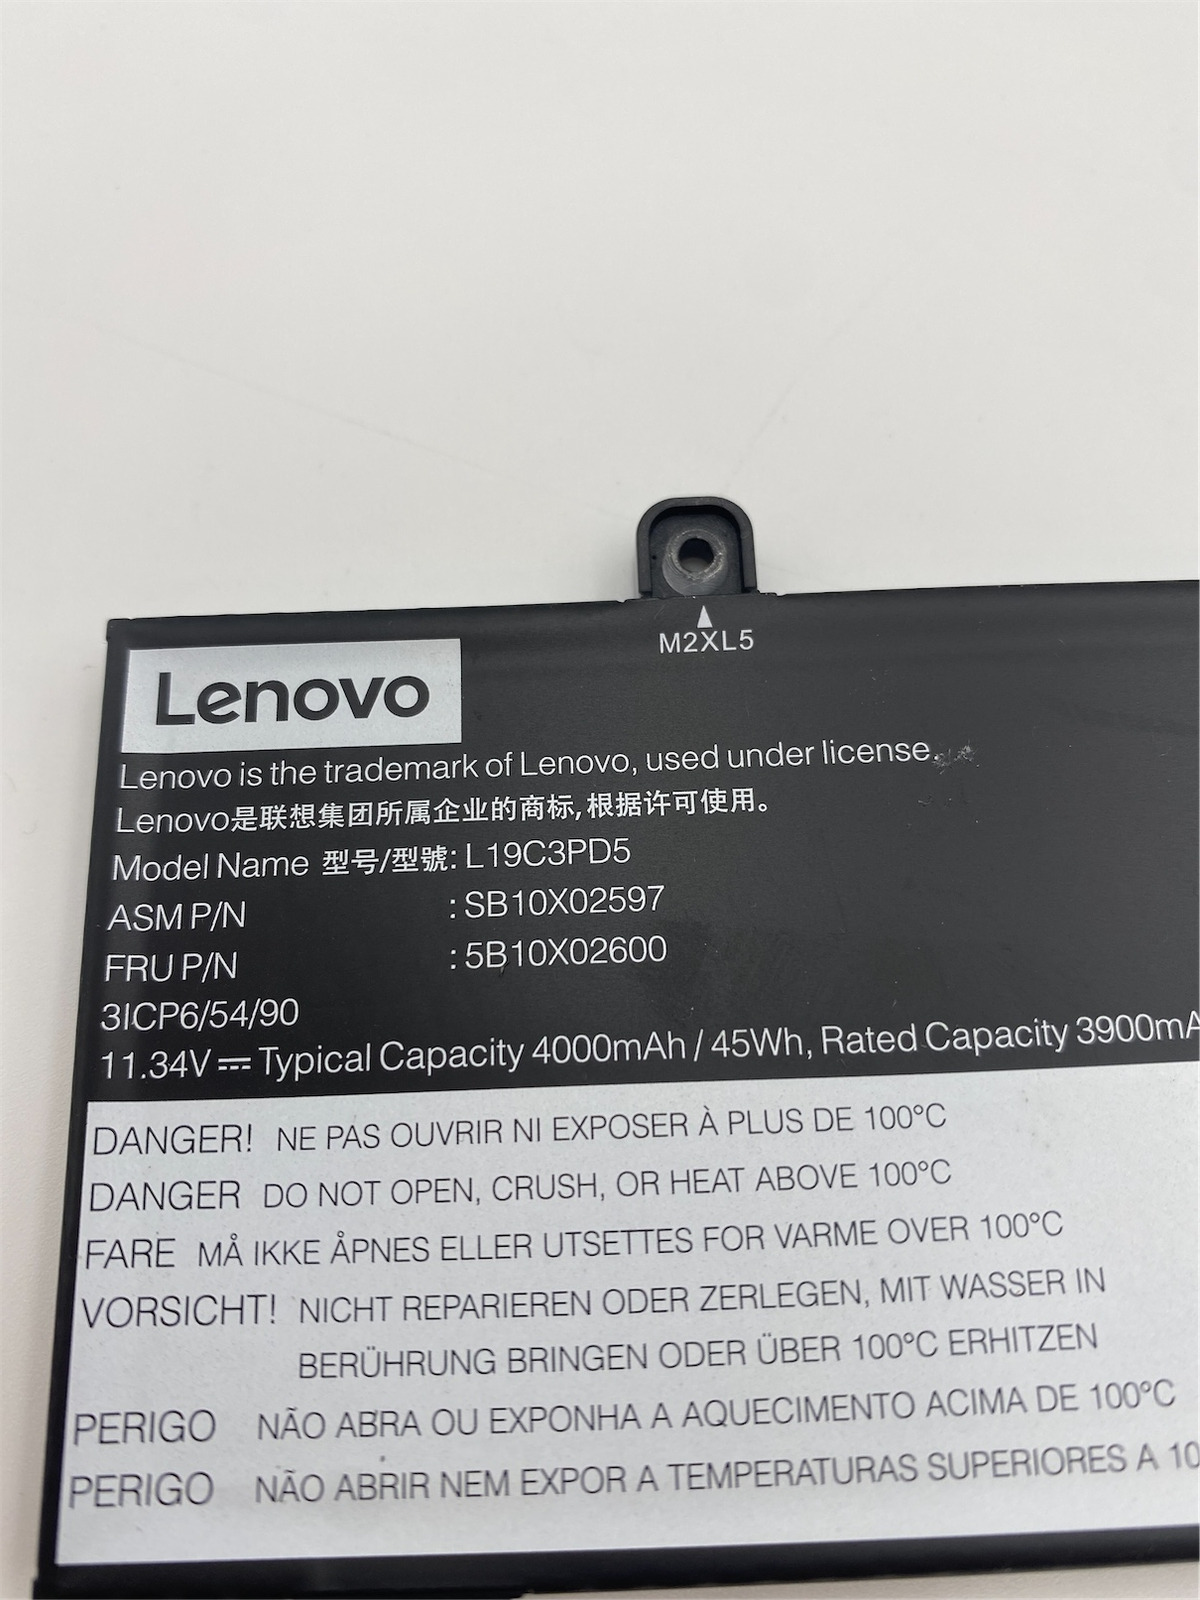 M2XL5
Lenovo
Lenovo is the trademark of Lenovo, used under license.
Lenovo是联想集团所属企业的商标,根据许可使用。
Model Name 型号/型號: L19C3PD5
ASM P/N : SB10X02597
FRU P/N : 5B10X02600
3ICP6/54/90
11.34V⎓Typical Capacity 4000mAh / 45Wh, Rated Capacity 3900mA
DANGER! NE PAS OUVRIR NI EXPOSER À PLUS DE 100°C
DANGER DO NOT OPEN, CRUSH, OR HEAT ABOVE 100°C
FARE MÅ IKKE ÅPNES ELLER UTSETTES FOR VARME OVER 100°C
VORSICHT! NICHT REPARIEREN ODER ZERLEGEN, MIT WASSER IN
BERÜHRUNG BRINGEN ODER ÜBER 100°C ERHITZEN
PERIGO NÃO ABRA OU EXPONHA A AQUECIMENTO ACIMA DE 100°C
PERIGO NÃO ABRIR NEM EXPOR A TEMPERATURAS SUPERIORES A 10